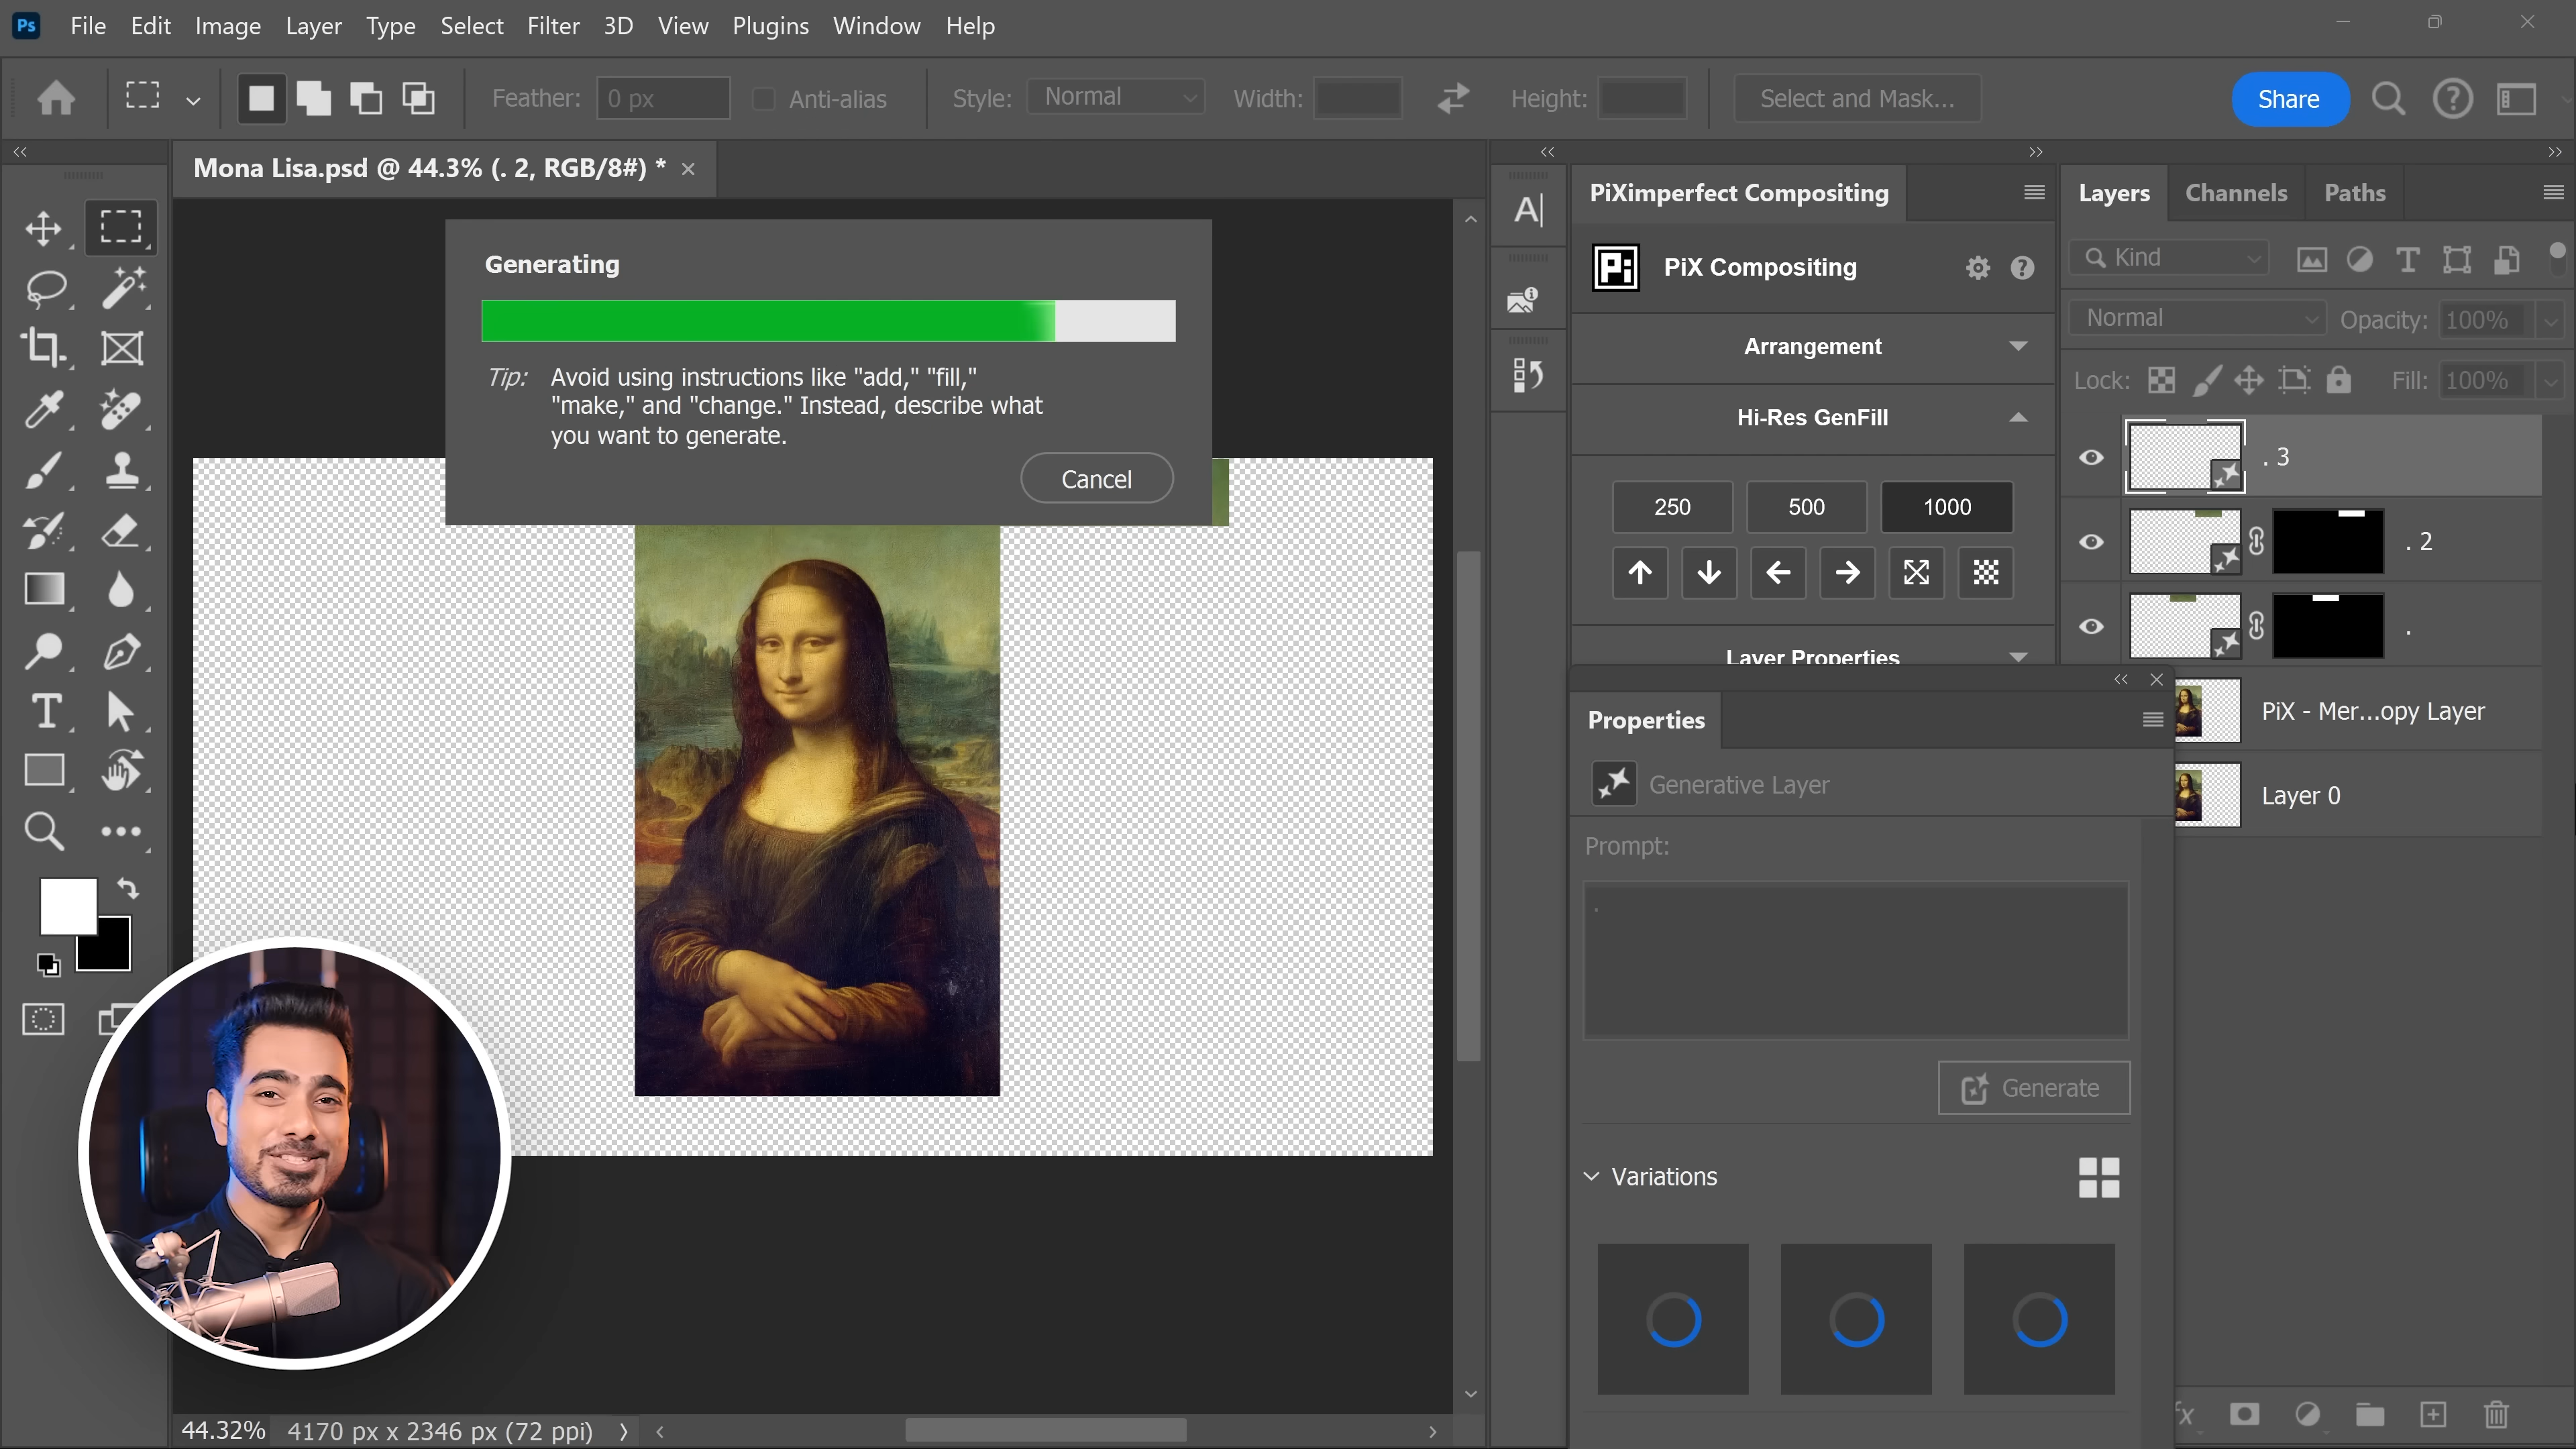 Ps File Edit Image Layer Type Select Filter 3D View Plugins Window Help
Feather: 0 px Anti-alias Style: Normal Width: Height: Select and Mask... Share
Mona Lisa.psd @ 44.3% (. 2, RGB/8#) *
Generating
Tip: Avoid using instructions like "add," "fill,"
"make," and "change." Instead, describe what
you want to generate.
Cancel
44.32% 4170 px x 2346 px (72 ppi)
A
PiXimperfect Compositing
Pi PiX Compositing
Arrangement
Hi-Res GenFill
250 500 1000
Layer Properties
Properties
Generative Layer
Prompt:
.
Generate
Variations
Layers Channels Paths
Kind
Normal Opacity: 100%
Lock: Fill: 100%
. 3
. 2
.
PiX - Mer...opy Layer
Layer 0
fx